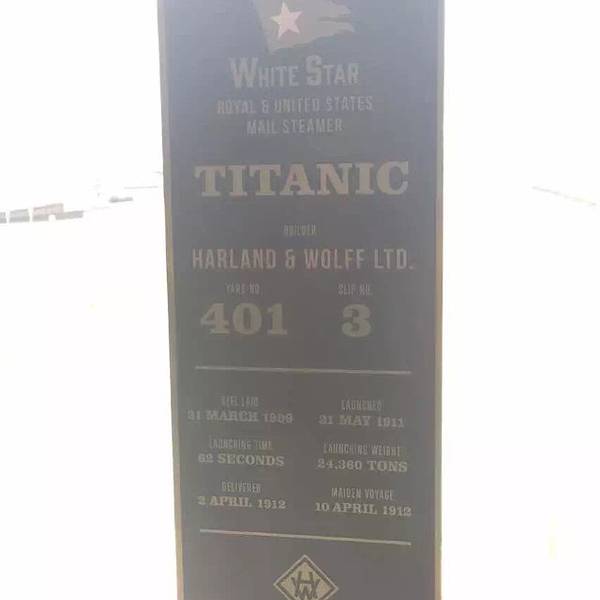 WHITE STAR
ROYAL & UNITED STATES
MAIL STEAMER
TITANIC
BUILDER
HARLAND & WOLFF LTD.
YARD NO. SLIP NO.
401 3
KEEL LAID LAUNCHED
31 MARCH 1909 31 MAY 1911
LAUNCHING TIME LAUNCHING WEIGHT
62 SECONDS 24,360 TONS
DELIVERED MAIDEN VOYAGE
2 APRIL 1912 10 APRIL 1912
HW